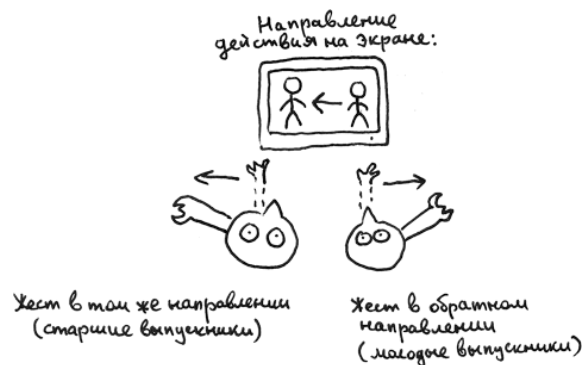 Направление
действия на экране:
Жест в том же направлении
(старшие выпускники)
Жест в обратном
направлении
(молодые выпускники)